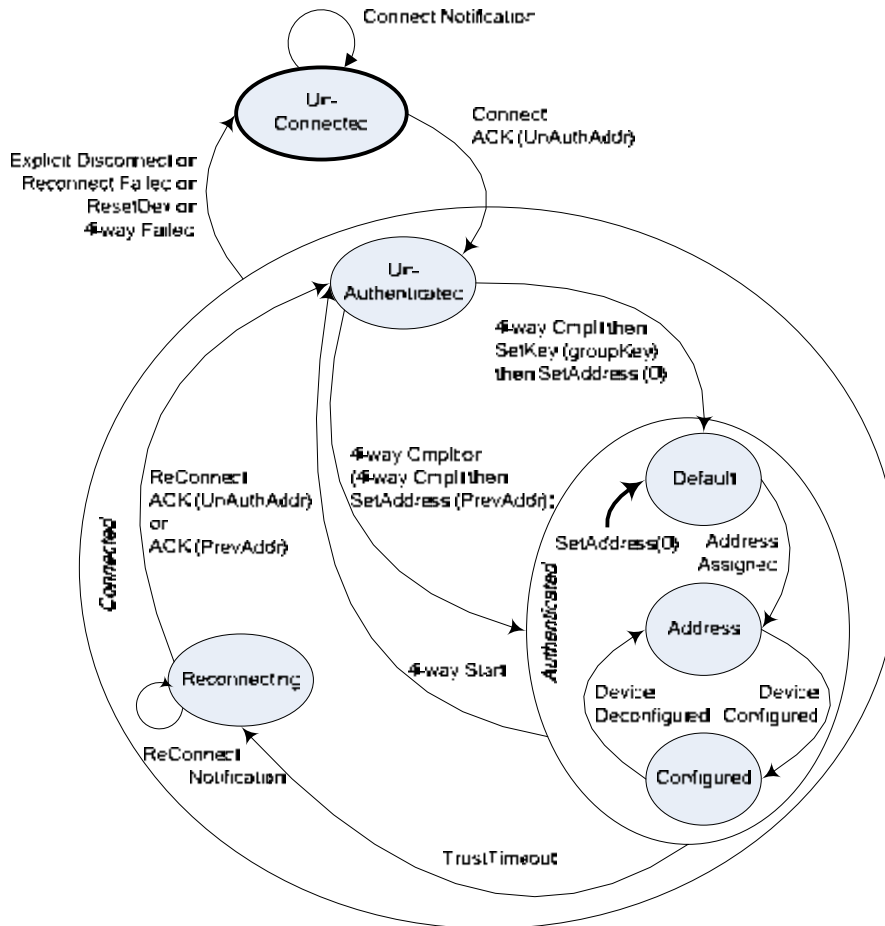 Connect Notification
Un-
Connected
Connect
ACK (UnAuthAddr)
Explicit Disconnect or
Reconnect Failed or
ResetDev or
4-way Failed
Un-
Authenticated
4-way Cmplt then
SetKey (groupKey)
then SetAddress (0)
4-way Cmplt or
(4-way Cmplt then
SetAddress (PrevAddr))
Default
ReConnect
ACK (UnAuthAddr)
or
ACK (PrevAddr)
Connected
SetAddress(0)
Address
Assigned
Authenticated
Address
4-way Start
Reconnecting
Device
Deconfigured
Device
Configured
ReConnect
Notification
Configured
TrustTimeout